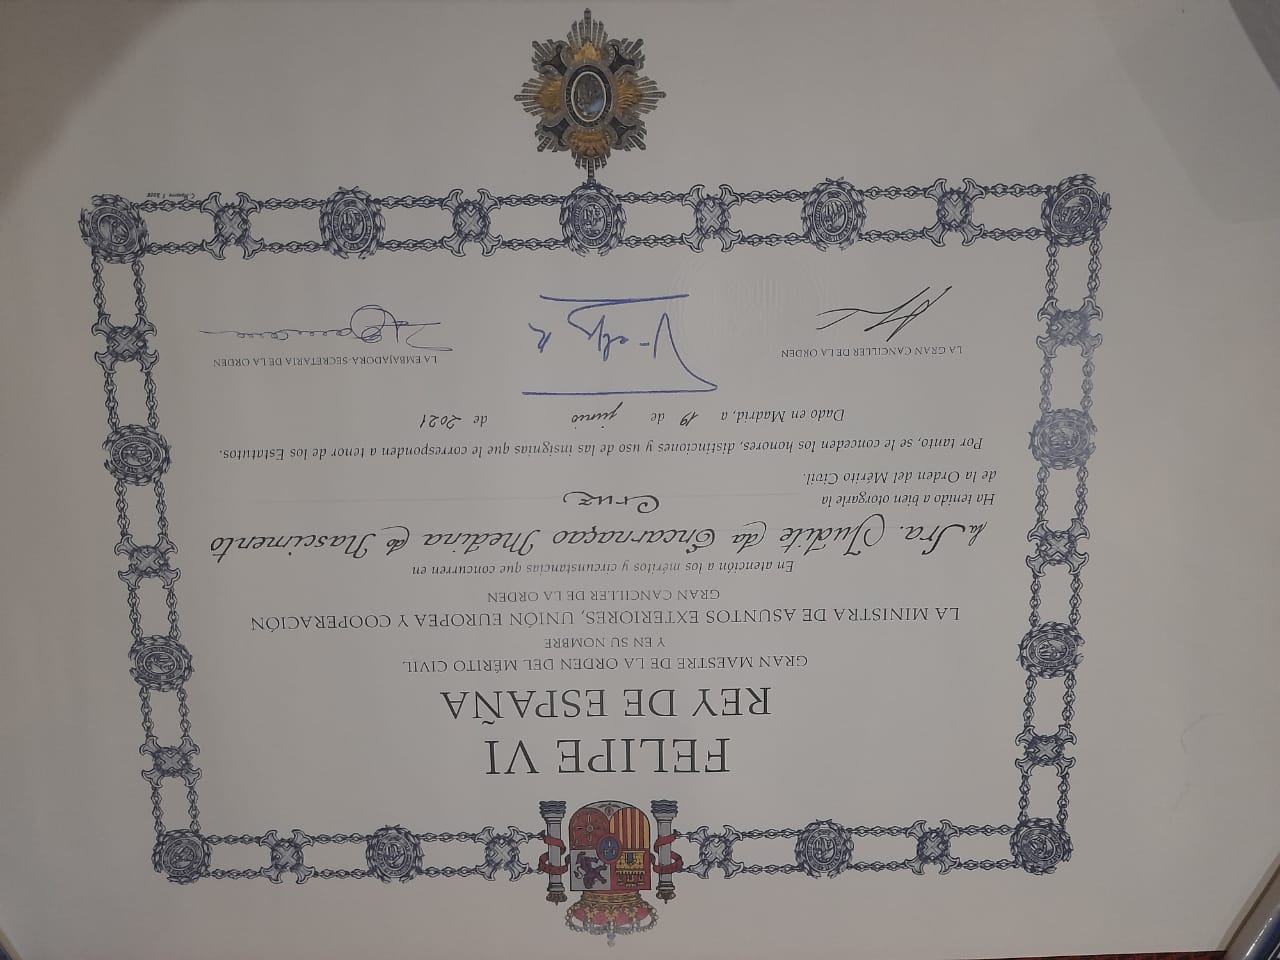 FELIPE VI
REY DE ESPAÑA
GRAN MAESTRE DE LA ORDEN DEL MÉRITO CIVIL
Y EN SU NOMBRE
LA MINISTRA DE ASUNTOS EXTERIORES, UNIÓN EUROPEA Y COOPERACIÓN
GRAN CANCILLER DE LA ORDEN
En atención a los méritos y circunstancias que concurren en
la Sra. Judite da Encarnaçao Medina do Nascimento
Ha tenido a bien otorgarle la Cruz
de la Orden del Mérito Civil.
Por tanto, se le conceden los honores, distinciones y uso de las insignias que le corresponden a tenor de los Estatutos.
Dado en Madrid, a 19 de junio de 2021
LA GRAN CANCILLER DE LA ORDEN
LA EMBAJADORA-SECRETARIA DE LA ORDEN